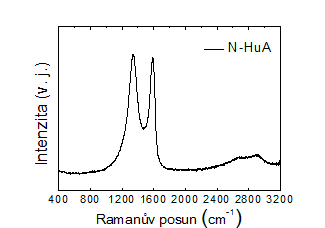 N-HuA
Intenzita (v. j.)
400 800 1200 1600 2000 2400 2800 3200
Ramanův posun (cm⁻¹)